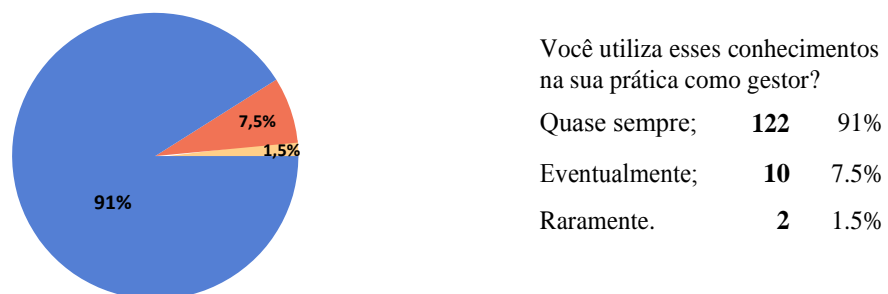 7,5%
1,5%
91%
Você utiliza esses conhecimentos
na sua prática como gestor?
Quase sempre; 122 91%
Eventualmente; 10 7.5%
Raramente. 2 1.5%